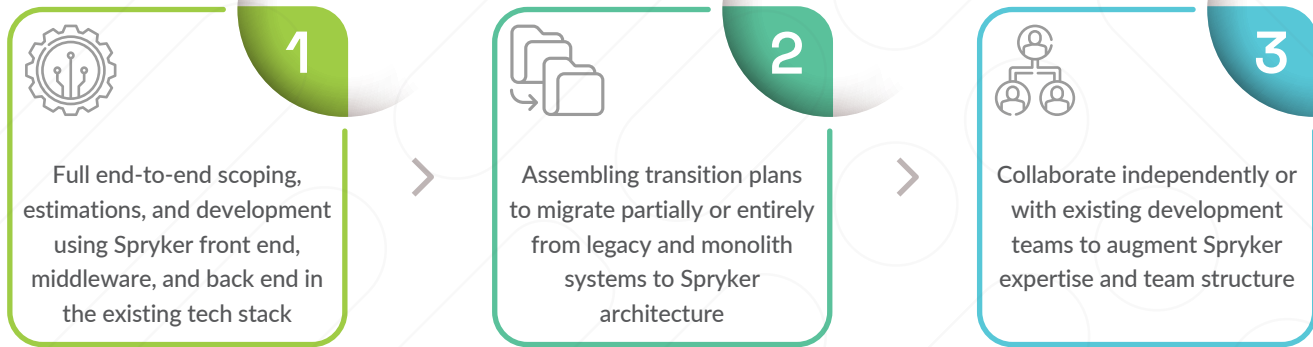 1
Full end-to-end scoping,
estimations, and development
using Spryker front end,
middleware, and back end in
the existing tech stack
2
Assembling transition plans
to migrate partially or entirely
from legacy and monolith
systems to Spryker
architecture
3
Collaborate independently or
with existing development
teams to augment Spryker
expertise and team structure